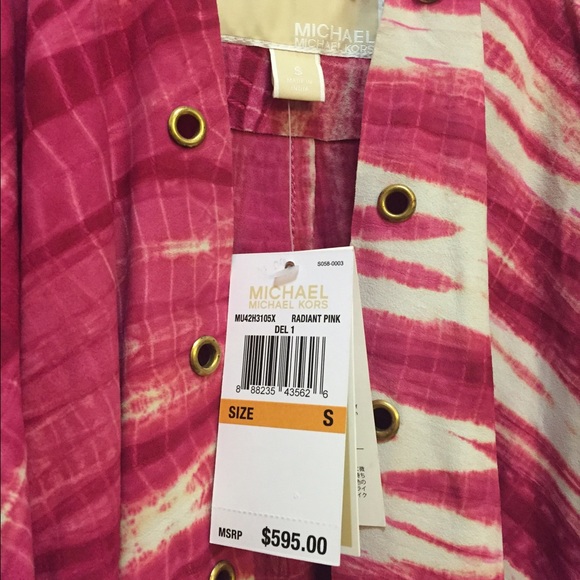 MICHAEL
MICHAEL KORS
S
S058-0003
MICHAEL
MICHAEL KORS
MU42H3105X RADIANT PINK
DEL 1
8 88235 43562 6
SIZE S
MSRP $595.00